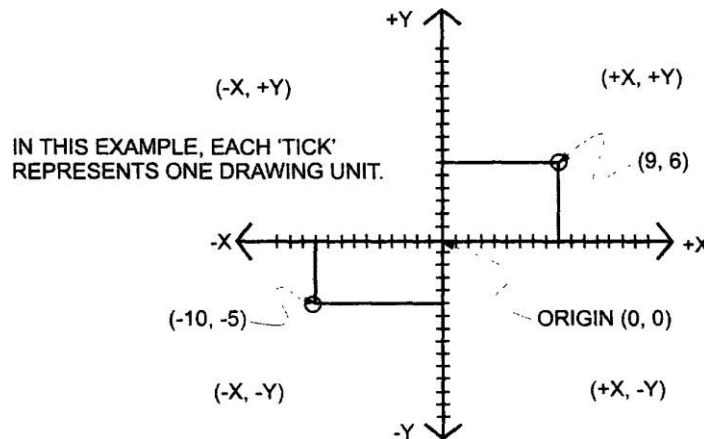 +Y
(-X, +Y)
(+X, +Y)
IN THIS EXAMPLE, EACH 'TICK'
REPRESENTS ONE DRAWING UNIT.
(9, 6)
-X
+X
(-10, -5)
ORIGIN (0, 0)
(-X, -Y)
(+X, -Y)
-Y